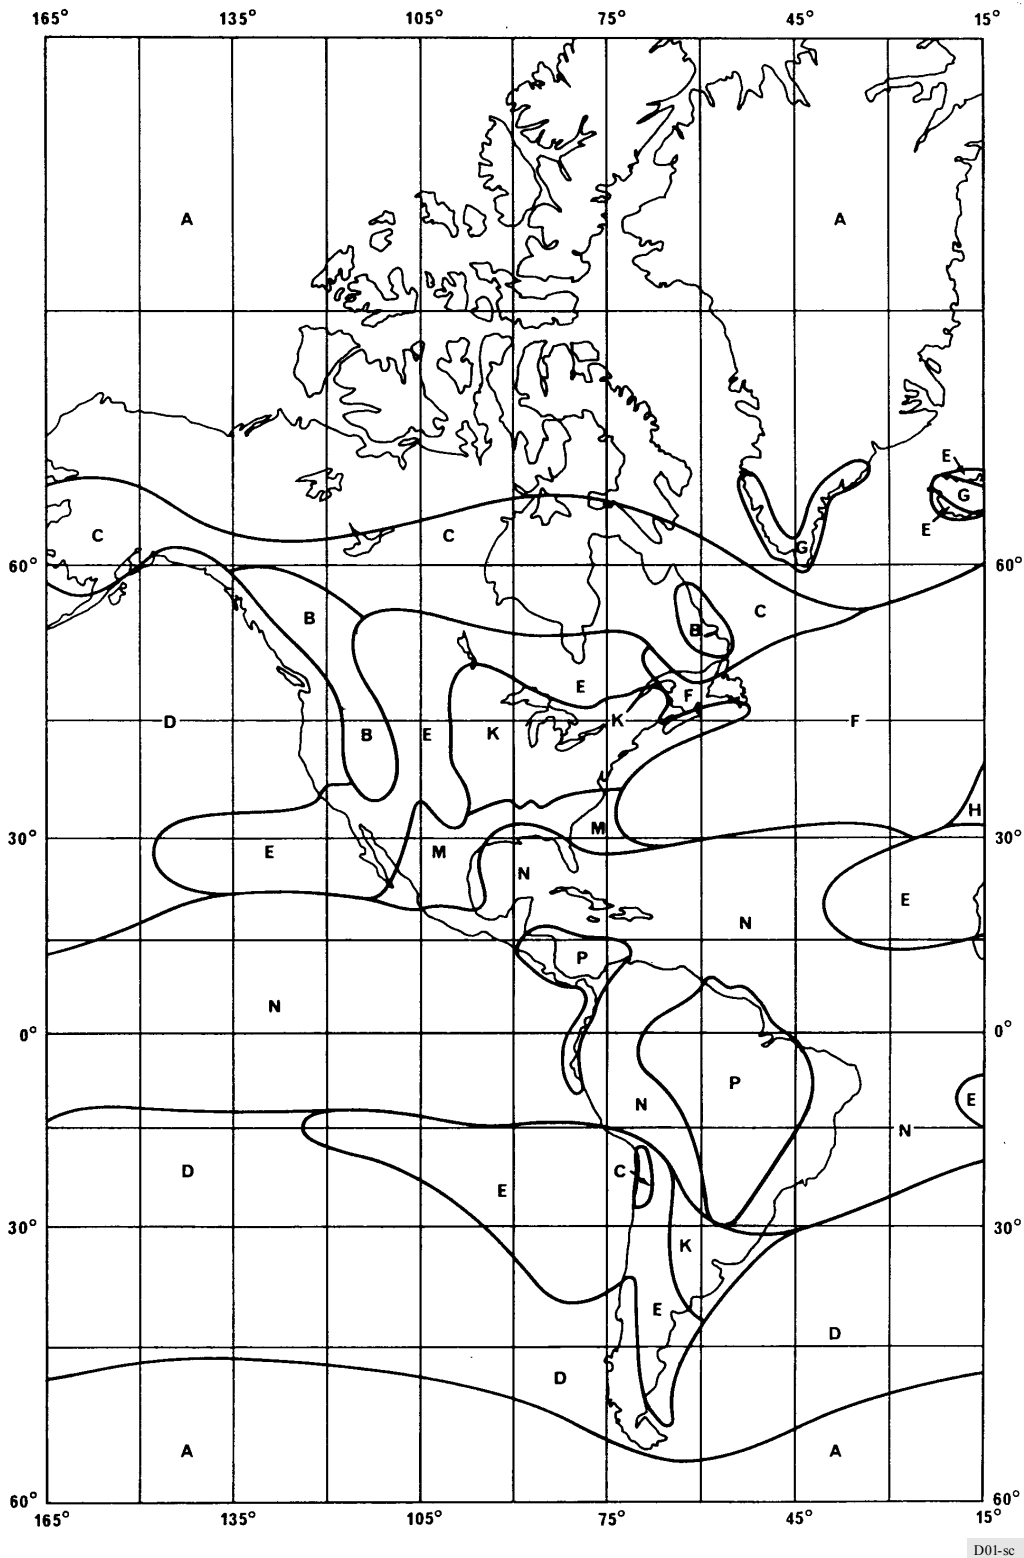 165° 135° 105° 75° 45° 15°
A A
E
G
C C E
G
60° 60°
B C
B
E F
D B E K K F
H
30° M 30°
E M
N
E
N
P
N
0° 0°
P E
N N
D C
E
30° 30°
K
E
D
D
A A
60° 60°
165° 135° 105° 75° 45° 15°
D01-sc